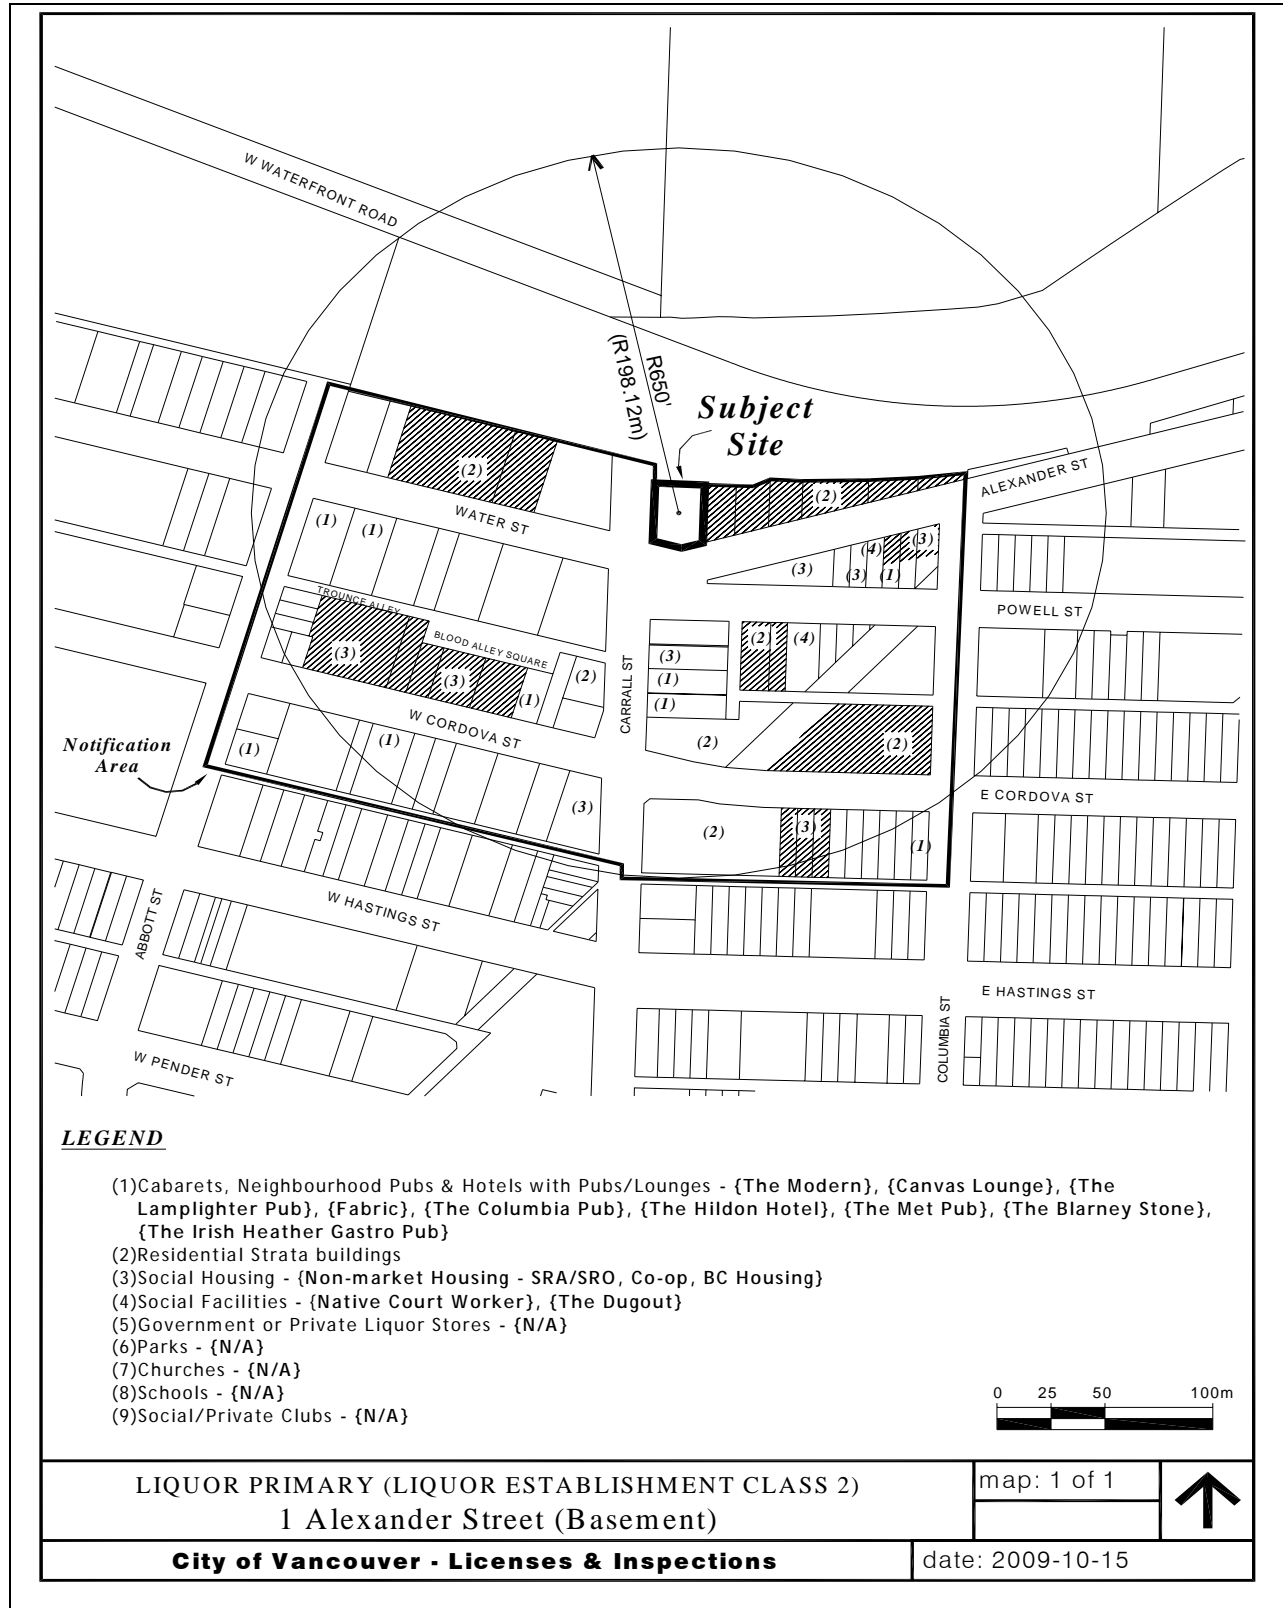 W WATERFRONT ROAD
R650'
(R198.12m)
Subject
Site
ALEXANDER ST
(2)
(2)
WATER ST
(1)
(1)
(3)
(4)
(3)
(3)
(1)
POWELL ST
TROUNCE ALLEY
BLOOD ALLEY SQUARE
(3)
(3)
(1)
(2)
CARRALL ST
(3)
(1)
(1)
(2)
(4)
W CORDOVA ST
(2)
(2)
Notification
Area
(1)
(1)
(3)
E CORDOVA ST
(2)
(3)
(1)
W HASTINGS ST
ABBOTT ST
E HASTINGS ST
COLUMBIA ST
W PENDER ST
LEGEND
(1)Cabarets, Neighbourhood Pubs & Hotels with Pubs/Lounges - {The Modern}, {Canvas Lounge}, {The
Lamplighter Pub}, {Fabric}, {The Columbia Pub}, {The Hildon Hotel}, {The Met Pub}, {The Blarney Stone},
{The Irish Heather Gastro Pub}
(2)Residential Strata buildings
(3)Social Housing - {Non-market Housing - SRA/SRO, Co-op, BC Housing}
(4)Social Facilities - {Native Court Worker}, {The Dugout}
(5)Government or Private Liquor Stores - {N/A}
(6)Parks - {N/A}
(7)Churches - {N/A}
(8)Schools - {N/A}
(9)Social/Private Clubs - {N/A}
0 25 50 100m
LIQUOR PRIMARY (LIQUOR ESTABLISHMENT CLASS 2)
1 Alexander Street (Basement)
map: 1 of 1
City of Vancouver - Licenses & Inspections
date: 2009-10-15